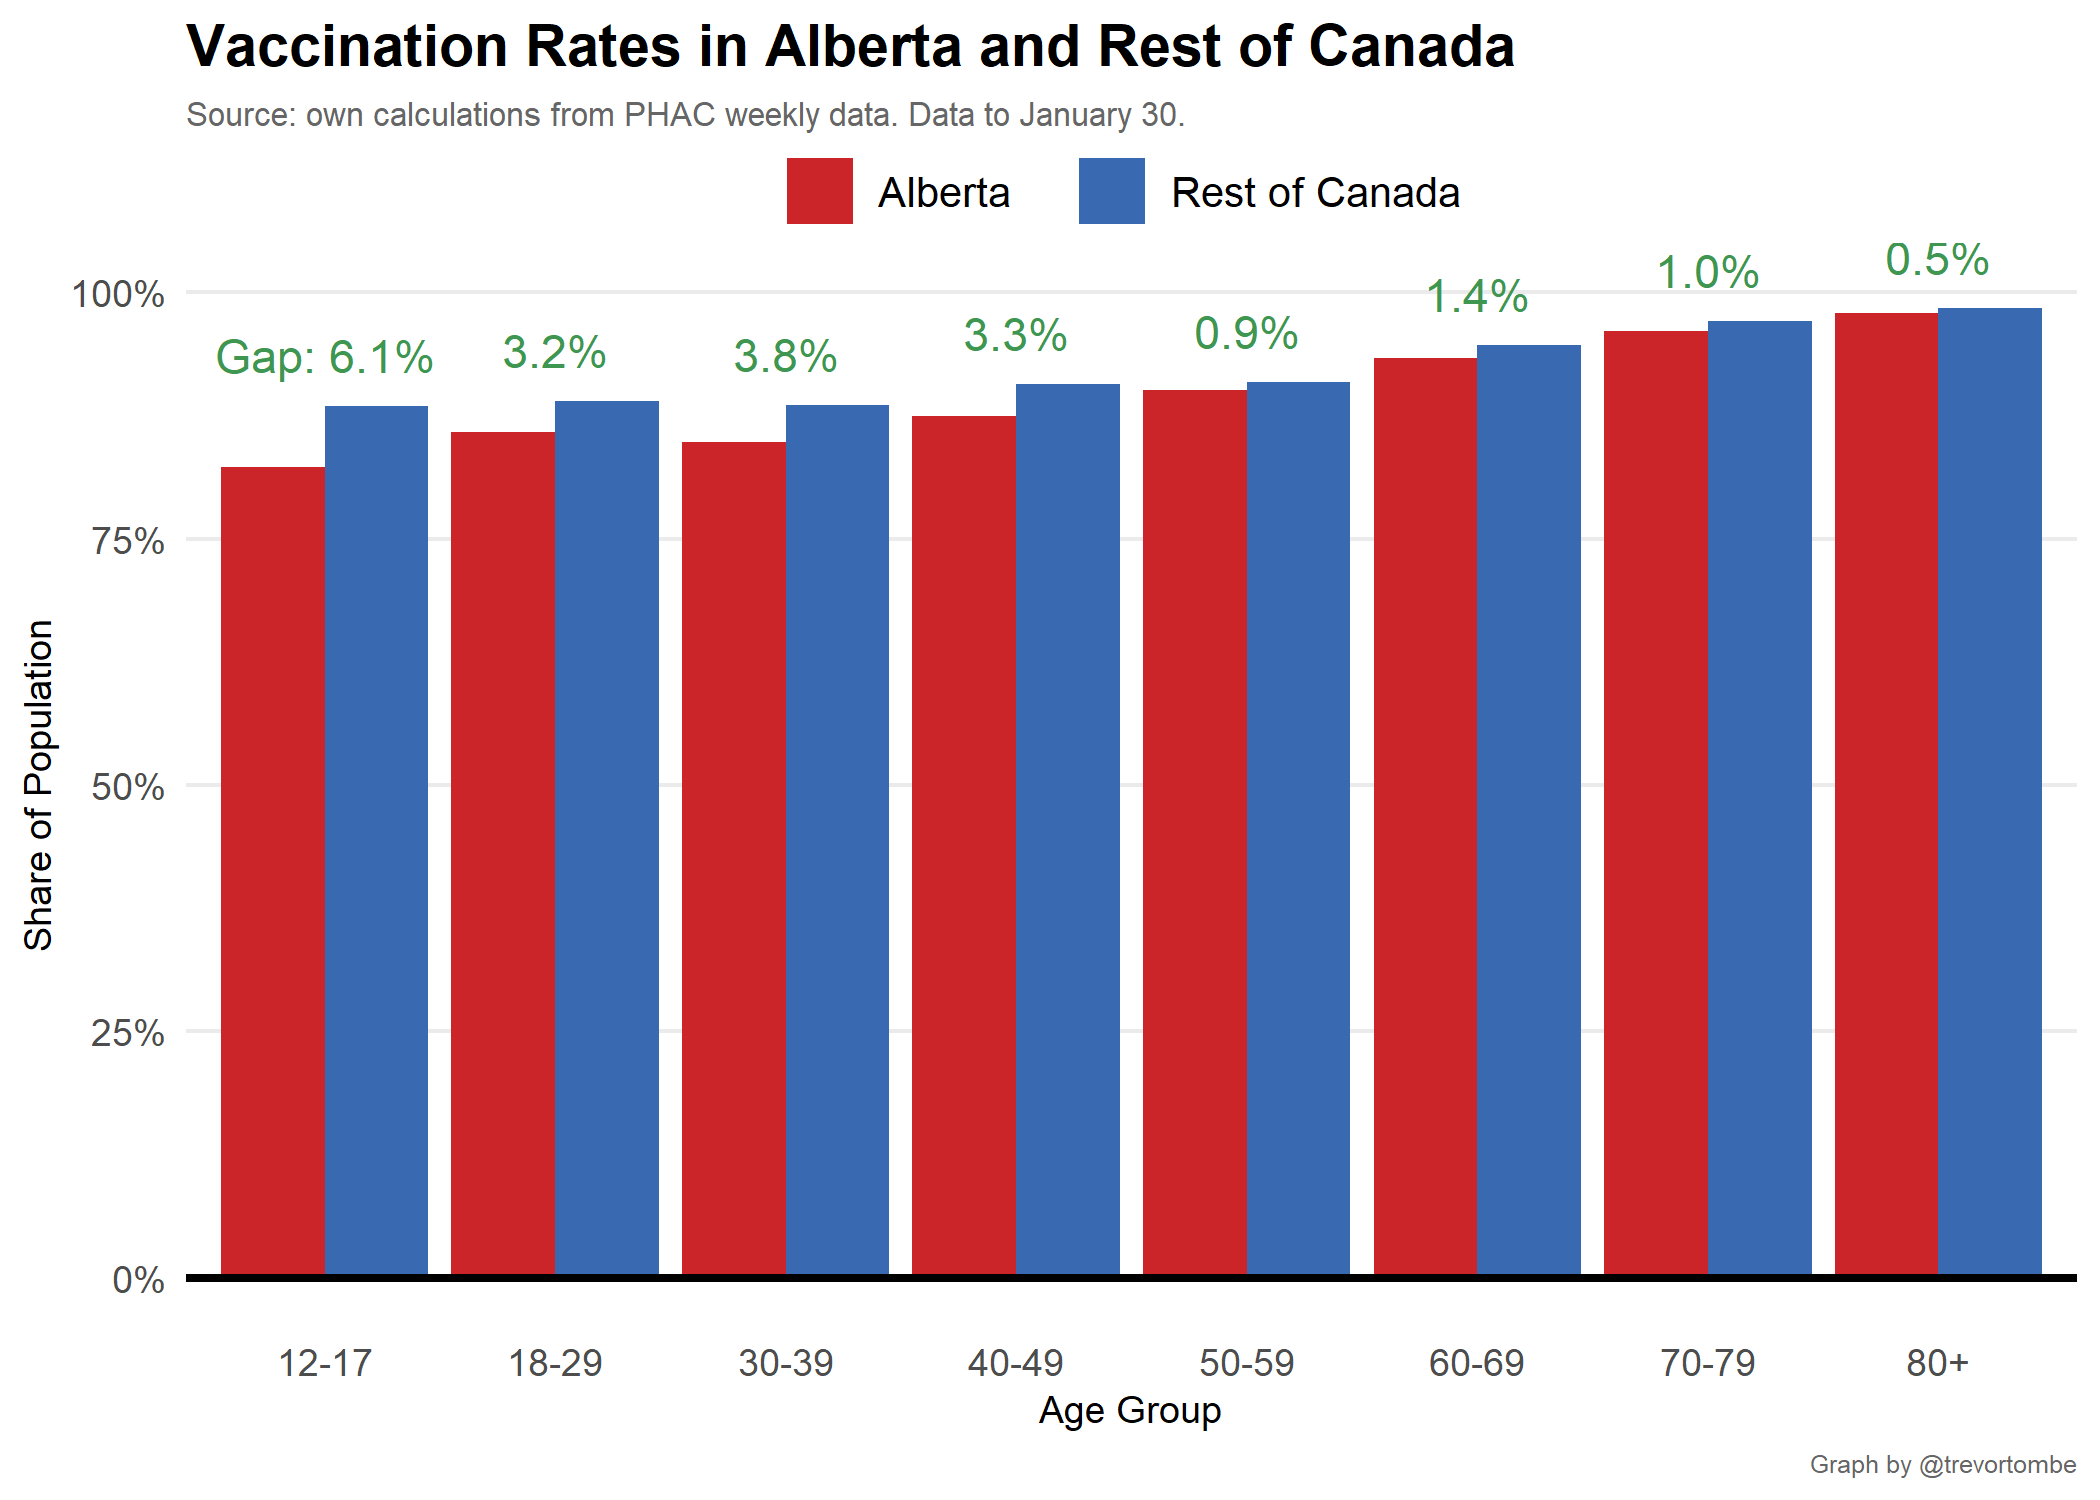 Vaccination Rates in Alberta and Rest of Canada
Source: own calculations from PHAC weekly data. Data to January 30.
Alberta
Rest of Canada
Gap: 6.1%
3.2%
3.8%
3.3%
0.9%
1.4%
1.0%
0.5%
100%
75%
50%
25%
0%
Share of Population
12-17
18-29
30-39
40-49
50-59
60-69
70-79
80+
Age Group
Graph by @trevortombe